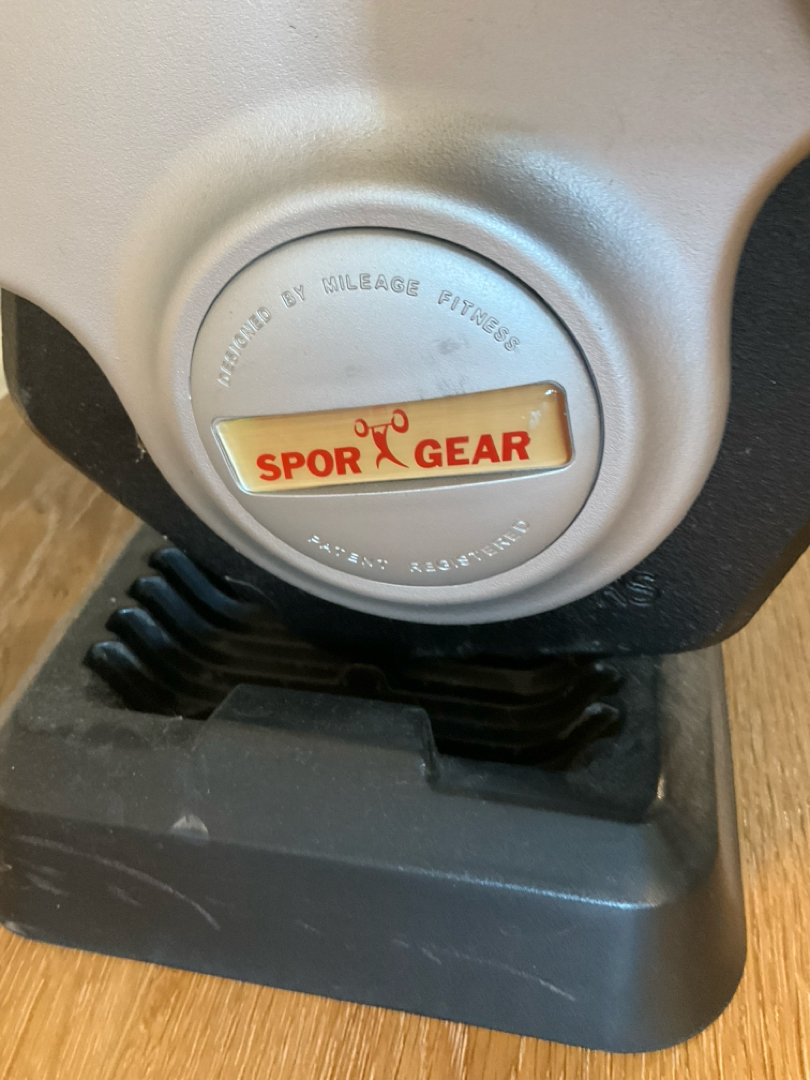 DESIGNED BY MILEAGE FITNESS
SPOR GEAR
PATENT REGISTERED